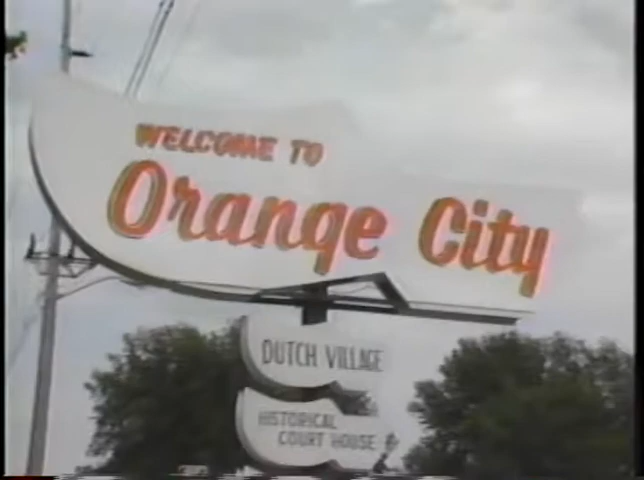 WELCOME TO
Orange City
DUTCH VILLAGE
HISTORICAL
COURT HOUSE